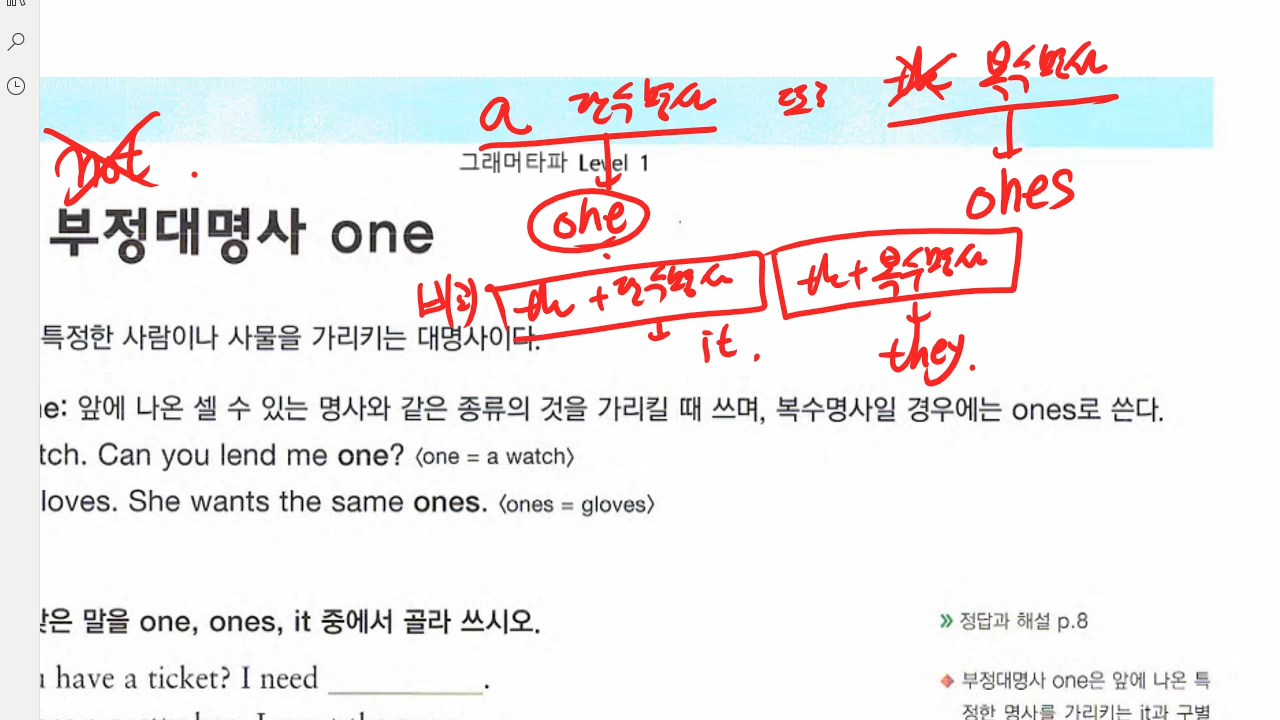 a 단수명사 또는 the 복수명사
not.
그래머타파 Level 1
one ones
부정대명사 one
비교) the + 단수명사 the + 복수명사
특정한 사람이나 사물을 가리키는 대명사이다.
it. they.
ne: 앞에 나온 셀 수 있는 명사와 같은 종류의 것을 가리킬 때 쓰며, 복수명사일 경우에는 ones로 쓴다.
tch. Can you lend me one? 〈one = a watch〉
loves. She wants the same ones. 〈ones = gloves〉
맞은 말을 one, ones, it 중에서 골라 쓰시오.
정답과 해설 p.8
u have a ticket? I need ____________.
부정대명사 one은 앞에 나온 특
정한 명사를 가리키는 it과 구별